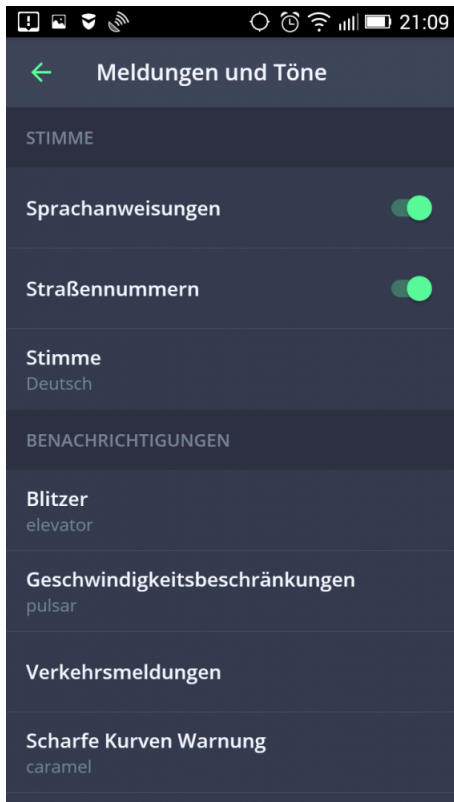 21:09
Meldungen und Töne
STIMME
Sprachanweisungen
Straßennummern
Stimme
Deutsch
BENACHRICHTIGUNGEN
Blitzer
elevator
Geschwindigkeitsbeschränkungen
pulsar
Verkehrsmeldungen
Scharfe Kurven Warnung
caramel